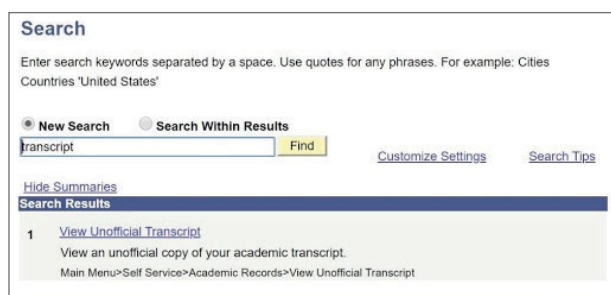 Search
Enter search keywords separated by a space. Use quotes for any phrases. For example: Cities
Countries 'United States'
New Search Search Within Results
transcript Find Customize Settings Search Tips
Hide Summaries
Search Results
1 View Unofficial Transcript
View an unofficial copy of your academic transcript.
Main Menu>Self Service>Academic Records>View Unofficial Transcript